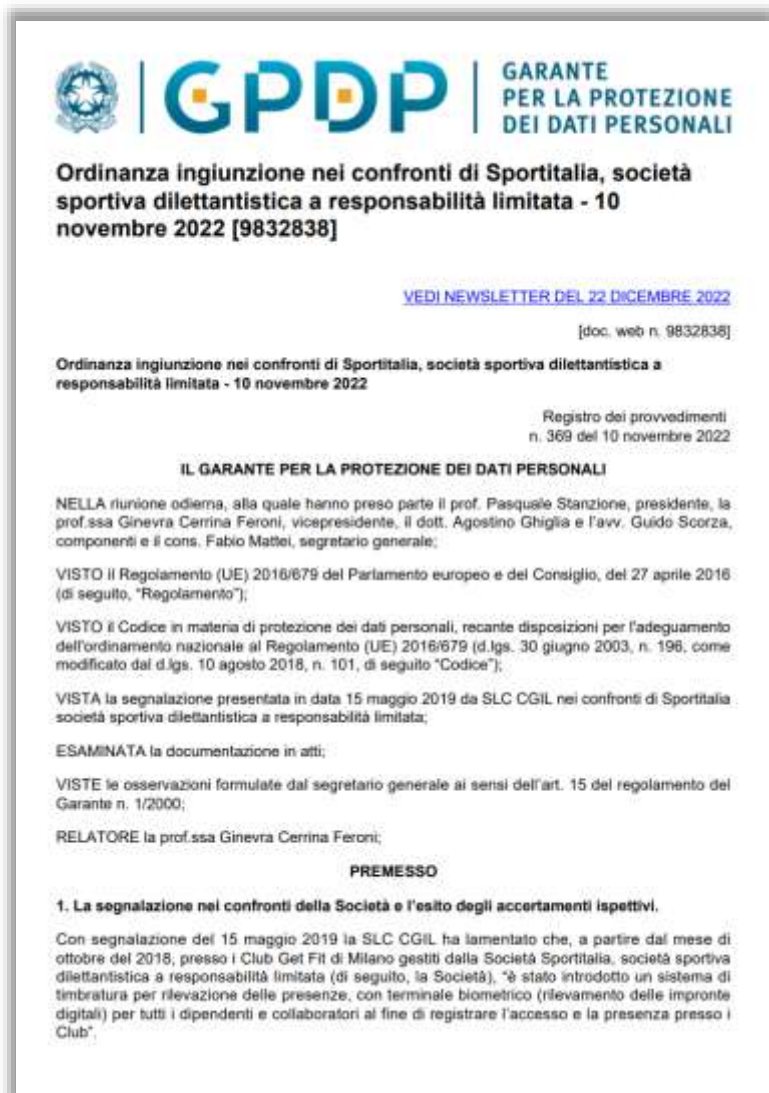 GPDP
GARANTE
PER LA PROTEZIONE
DEI DATI PERSONALI
Ordinanza ingiunzione nei confronti di Sportitalia, società
sportiva dilettantistica a responsabilità limitata - 10
novembre 2022 [9832838]
VEDI NEWSLETTER DEL 22 DICEMBRE 2022
[doc. web n. 9832838]
Ordinanza ingiunzione nei confronti di Sportitalia, società sportiva dilettantistica a
responsabilità limitata - 10 novembre 2022
Registro dei provvedimenti
n. 369 del 10 novembre 2022
IL GARANTE PER LA PROTEZIONE DEI DATI PERSONALI
NELLA riunione odierna, alla quale hanno preso parte il prof. Pasquale Stanzione, presidente, la
prof.ssa Ginevra Cerrina Feroni, vicepresidente, il dott. Agostino Ghiglia e l'avv. Guido Scorza,
componenti e il cons. Fabio Mattei, segretario generale;
VISTO il Regolamento (UE) 2016/679 del Parlamento europeo e del Consiglio, del 27 aprile 2016
(di seguito, "Regolamento");
VISTO il Codice in materia di protezione dei dati personali, recante disposizioni per l'adeguamento
dell'ordinamento nazionale al Regolamento (UE) 2016/679 (d.lgs. 30 giugno 2003, n. 196, come
modificato dal d.lgs. 10 agosto 2018, n. 101, di seguito "Codice");
VISTA la segnalazione presentata in data 15 maggio 2019 da SLC CGIL nei confronti di Sportitalia
società sportiva dilettantistica a responsabilità limitata;
ESAMINATA la documentazione in atti;
VISTE le osservazioni formulate dal segretario generale ai sensi dell'art. 15 del regolamento del
Garante n. 1/2000;
RELATORE la prof.ssa Ginevra Cerrina Feroni;
PREMESSO
1. La segnalazione nei confronti della Società e l'esito degli accertamenti ispettivi.
Con segnalazione del 15 maggio 2019 la SLC CGIL ha lamentato che, a partire dal mese di
ottobre del 2018, presso i Club Get Fit di Milano gestiti dalla Società Sportitalia, società sportiva
dilettantistica a responsabilità limitata (di seguito, la Società), "è stato introdotto un sistema di
timbratura per rilevazione delle presenze, con terminale biometrico (rilevamento delle impronte
digitali) per tutti i dipendenti e collaboratori al fine di registrare l'accesso e la presenza presso i
Club".